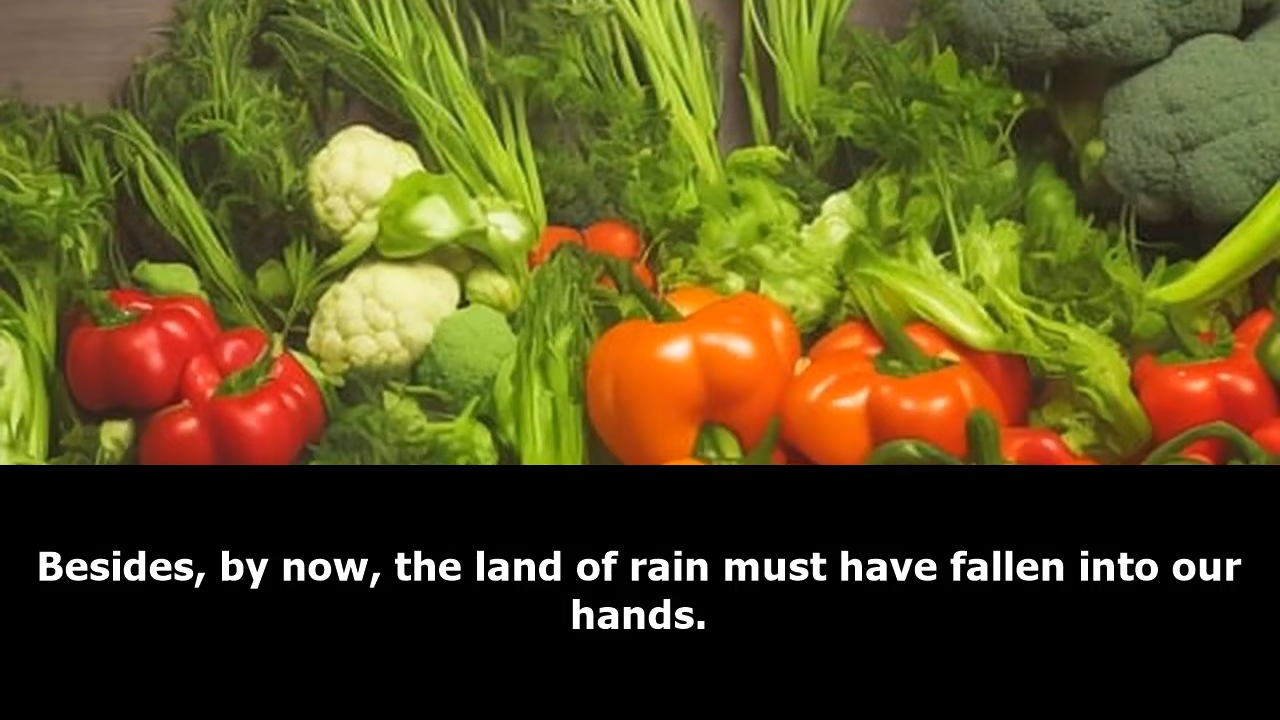 Besides, by now, the land of rain must have fallen into our
hands.